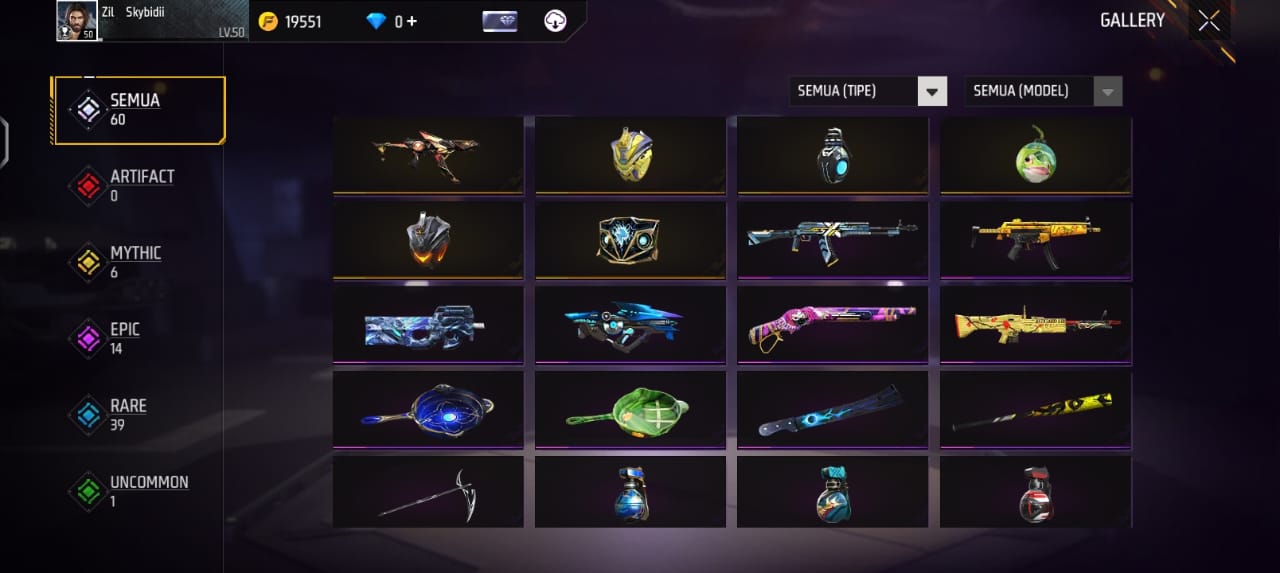 Zil Skybidii
50
LV.50
19551
0 +
GALLERY
SEMUA (TIPE)
SEMUA (MODEL)
SEMUA
60
ARTIFACT
0
MYTHIC
6
EPIC
14
RARE
39
UNCOMMON
1